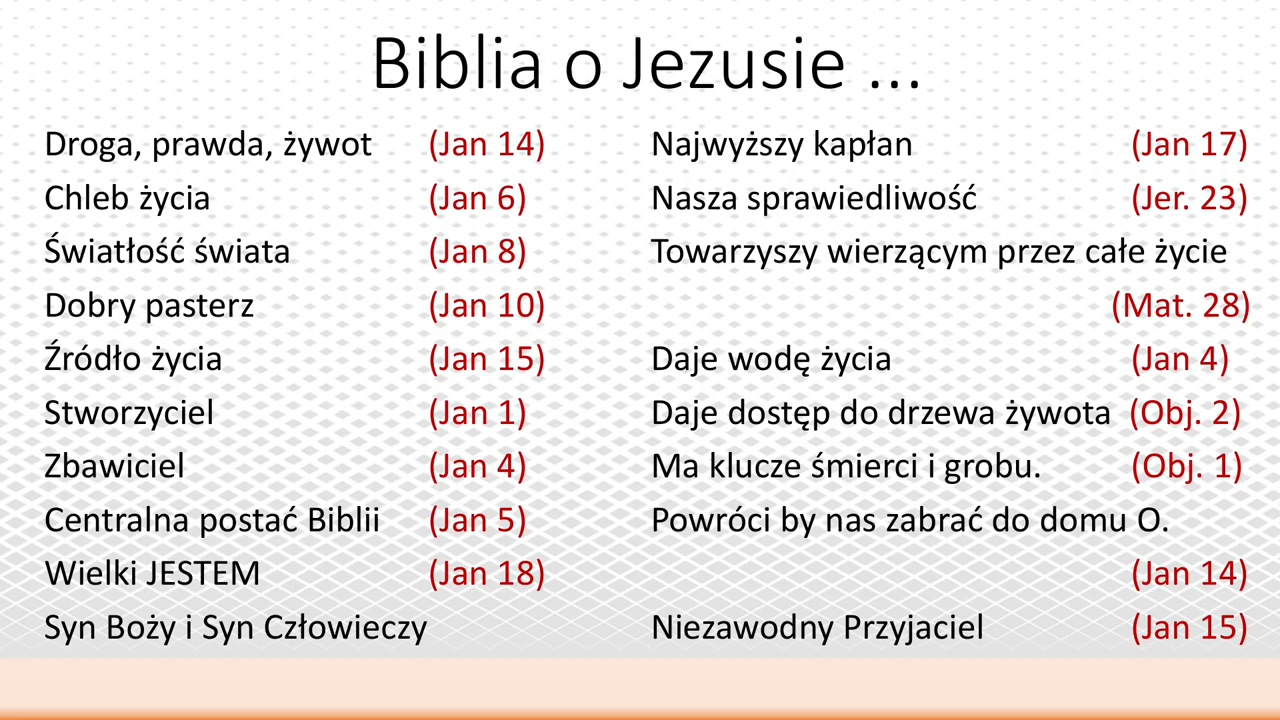 Biblia o Jezusie ...
Droga, prawda, żywot (Jan 14)
Chleb życia (Jan 6)
Światłość świata (Jan 8)
Dobry pasterz (Jan 10)
Źródło życia (Jan 15)
Stworzyciel (Jan 1)
Zbawiciel (Jan 4)
Centralna postać Biblii (Jan 5)
Wielki JESTEM (Jan 18)
Syn Boży i Syn Człowieczy
Najwyższy kapłan (Jan 17)
Nasza sprawiedliwość (Jer. 23)
Towarzyszy wierzącym przez całe życie
(Mat. 28)
Daje wodę życia (Jan 4)
Daje dostęp do drzewa żywota (Obj. 2)
Ma klucze śmierci i grobu. (Obj. 1)
Powróci by nas zabrać do domu O.
(Jan 14)
Niezawodny Przyjaciel (Jan 15)